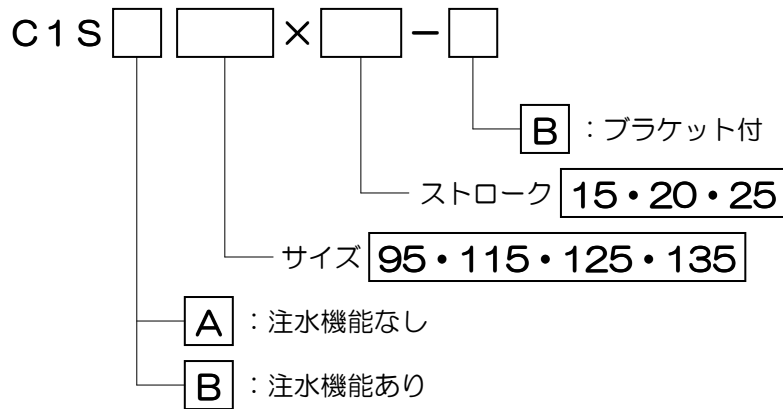 C1S × －
B ：ブラケット付
ストローク 15・20・25
サイズ 95・115・125・135
A ：注水機能なし
B ：注水機能あり